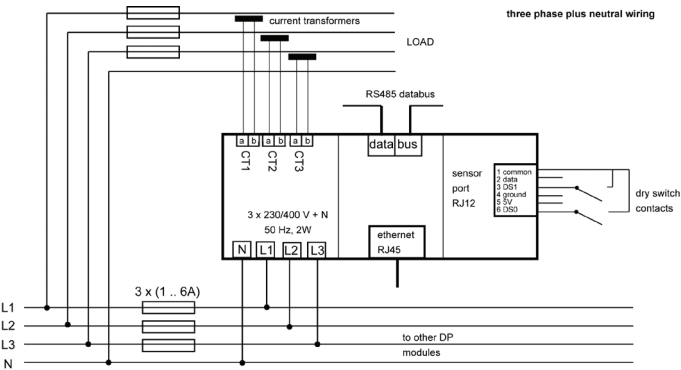 three phase plus neutral wiring
current transformers
LOAD
RS485 databus
a b a b a b
data bus
CT1 CT2 CT3
sensor
port
RJ12
1 common
2 data
3 DS1
4 ground
5 5V
6 DS0
dry switch
contacts
3 x 230/400 V + N
50 Hz, 2W
ethernet
RJ45
N L1 L2 L3
3 x (1 .. 6A)
L1
L2
L3
N
to other DP
modules